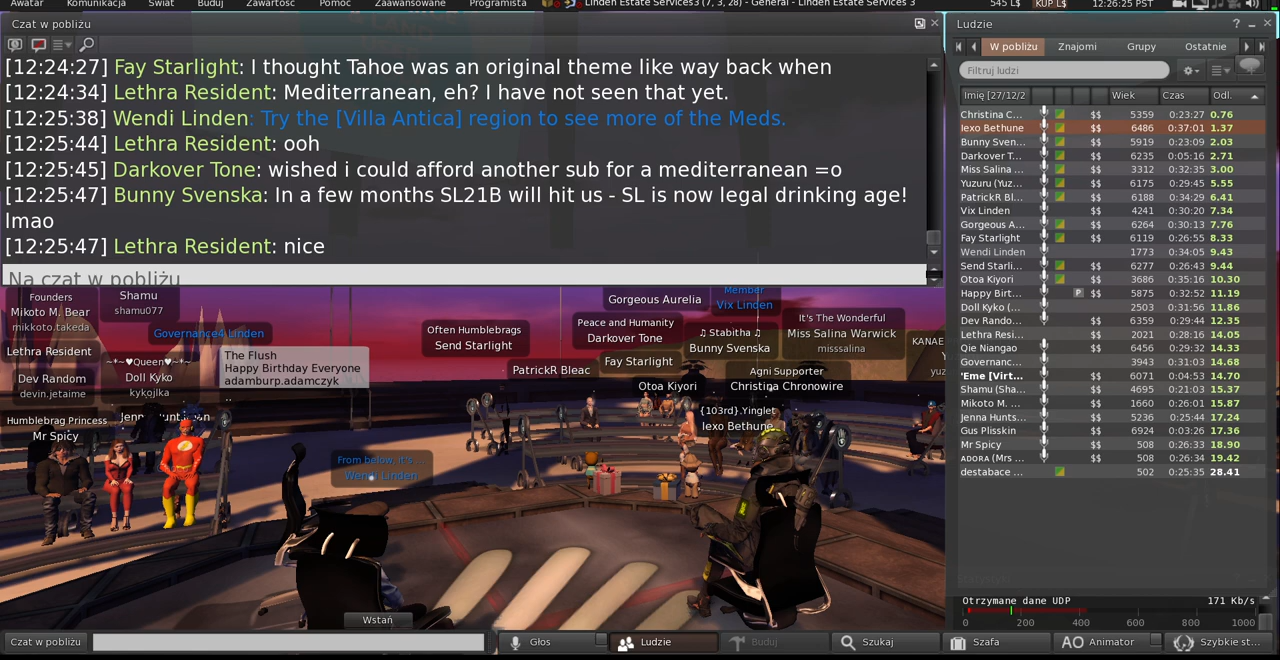 Awatar Komunikacja Świat Buduj Zawartość Pomoc Zaawansowane Programista Linden Estate Services3 (7, 3, 28) - General - Linden Estate Services 3 545 L$ KUP L$ 12:26:25 PST
Czat w pobliżu
[12:24:27] Fay Starlight: I thought Tahoe was an original theme like way back when
[12:24:34] Lethra Resident: Mediterranean, eh? I have not seen that yet.
[12:25:38] Wendi Linden: Try the [Villa Antica] region to see more of the Meds.
[12:25:44] Lethra Resident: ooh
[12:25:45] Darkover Tone: wished i could afford another sub for a mediterranean =o
[12:25:47] Bunny Svenska: In a few months SL21B will hit us - SL is now legal drinking age!
lmao
[12:25:47] Lethra Resident: nice
Na czat w pobliżu
Founders
Mikoto M. Bear
mikkoto.takeda
Shamu
shamu077
Governance4 Linden
Lethra Resident
Dev Random
devin.jetaime
~*~♥Queen♥~*~
Doll Kyko
kykojlka
The Flush
Happy Birthday Everyone
adamburp.adamczyk
Humblebrag Princess
Mr Spicy
From below, it's ...
Wendi Linden
Often Humblebrags
Send Starlight
PatrickR Bleac
Peace and Humanity
Darkover Tone
Gorgeous Aurelia
Member
Vix Linden
Fay Starlight
♫ Stabitha ♫
Bunny Svenska
It's The Wonderful
Miss Salina Warwick
misssalina
KANAE
yuz
Otoa Kiyori
Agni Supporter
Christina Chronowire
{103rd}.Yinglet
Iexo Bethune
Wstań
Czat w pobliżu Głos Ludzie Buduj Szukaj Szafa AO Animator Szybkie st...
Ludzie ?
W pobliżu Znajomi Grupy Ostatnie
Filtruj ludzi
Imię [27/12/2 Wiek Czas Odl.
Christina C... 5359 0:23:27 0.76
Iexo Bethune $$ 6486 0:37:01 1.37
Bunny Sven... $$ 5919 0:23:09 2.03
Darkover T... $$ 6235 0:05:16 2.71
Miss Salina ... $$ 3312 0:32:35 3.00
Yuzuru (Yuz... $$ 6175 0:29:45 5.55
PatrickR Bl... $$ 6188 0:34:29 6.41
Vix Linden 4241 0:30:20 7.34
Gorgeous A... $$ 6264 0:30:13 7.76
Fay Starlight $$ 6119 0:26:55 8.33
Wendi Linden 1773 0:34:05 9.43
Send Starli... $$ 6277 0:26:43 9.44
Otoa Kiyori $$ 3686 0:35:16 10.30
Happy Birt... P $$ 5875 0:32:52 11.19
Doll Kyko (... 2503 0:31:56 11.86
Dev Rando... $$ 6359 0:29:44 12.35
Lethra Resi... 2021 0:28:16 14.05
Qie Niangao $$ 6456 0:29:32 14.33
Governanc... 3943 0:31:03 14.68
'Eme [Virt... $$ 6071 0:04:53 14.70
Shamu (Sha... $$ 4695 0:21:03 15.37
Mikoto M. ... $$ 1660 0:26:01 15.87
Jenna Hunts... $$ 5236 0:25:44 17.24
Gus Plisskin $$ 6924 0:03:26 17.36
Mr Spicy $$ 508 0:26:33 18.90
ᴀᴅᴏʀᴀ (Mrs ... $$ 508 0:26:34 19.42
destabace ... 502 0:25:35 28.41
Otrzymane dane UDP 171 Kb/s
0 200 400 600 800 1000